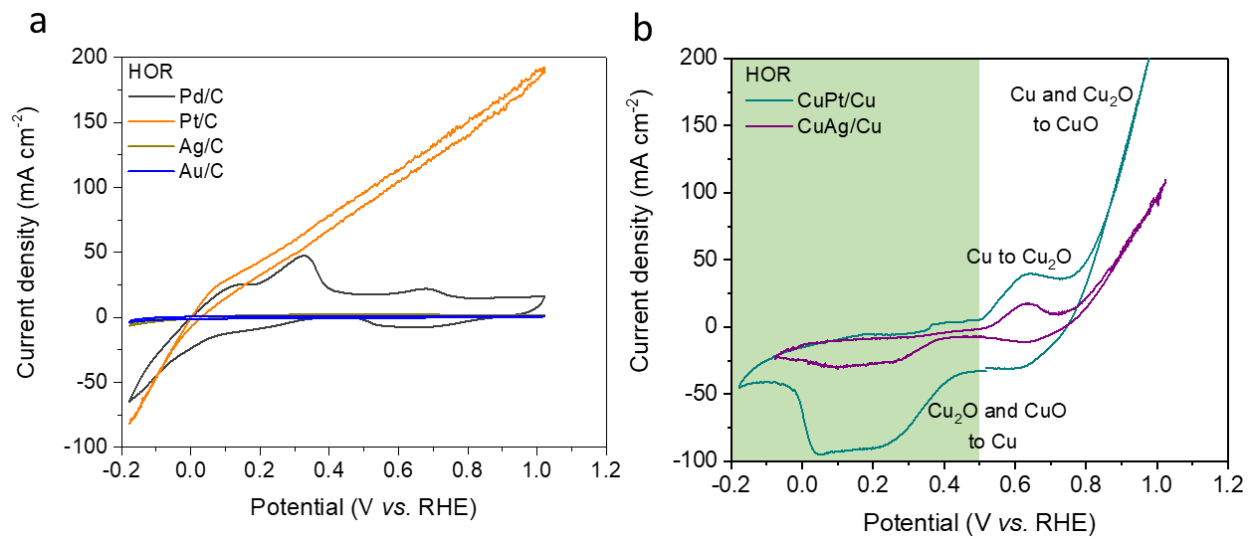 a
HOR
Pd/C
Pt/C
Ag/C
Au/C
200
150
100
50
0
-50
-100
-0.2 0.0 0.2 0.4 0.6 0.8 1.0 1.2
Current density (mA cm⁻²)
Potential (V vs. RHE)
b
HOR
CuPt/Cu
CuAg/Cu
Cu and Cu₂O
to CuO
Cu to Cu₂O
Cu₂O and CuO
to Cu
200
150
100
50
0
-50
-100
-0.2 0.0 0.2 0.4 0.6 0.8 1.0 1.2
Current density (mA cm⁻²)
Potential (V vs. RHE)